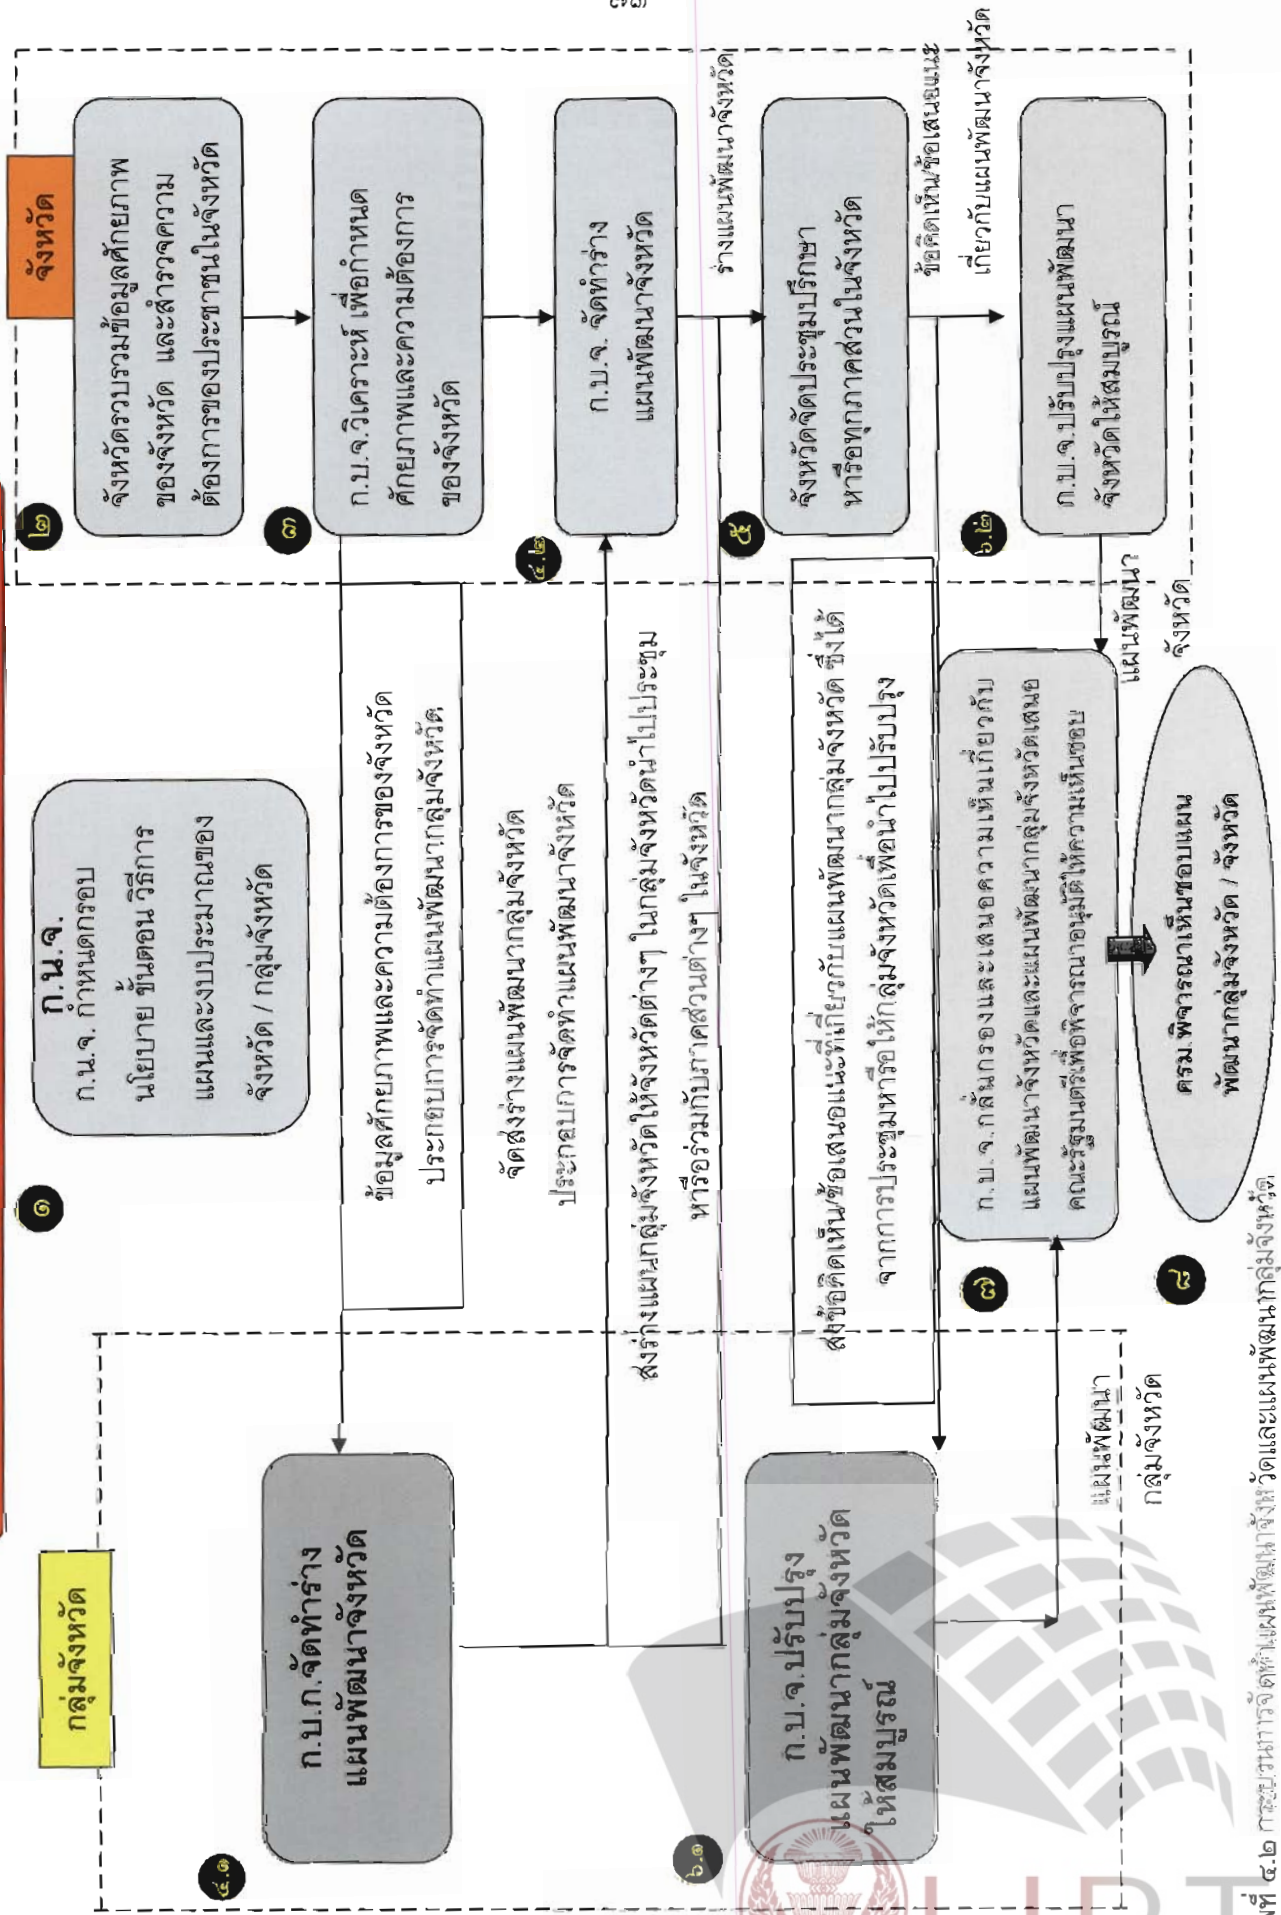 กลุ่มจังหวัด
จังหวัด
๑
ก.น.จ.
ก.น.จ. กำหนดกรอบ
นโยบาย ขั้นตอน วิธีการ
แผนและงบประมาณของ
จังหวัด / กลุ่มจังหวัด
๒
จังหวัดรวบรวมข้อมูลศักยภาพ
ของจังหวัด และสำรวจความ
ต้องการของประชาชนในจังหวัด
๓
ก.บ.จ.วิเคราะห์ เพื่อกำหนด
ศักยภาพและความต้องการ
ของจังหวัด
ข้อมูลศักยภาพและความต้องการของจังหวัด
ประกอบการจัดทำแผนพัฒนากลุ่มจังหวัด
๔.๑
ก.บ.ก.จัดทำร่าง
แผนพัฒนาจังหวัด
จัดส่งร่างแผนพัฒนากลุ่มจังหวัด
ประกอบการจัดทำแผนพัฒนาจังหวัด
๔.๒
ก.บ.จ. จัดทำร่าง
แผนพัฒนาจังหวัด
ส่งร่างแผนกลุ่มจังหวัดให้จังหวัดต่างๆ ในกลุ่มจังหวัดนำไปประชุม
หารือร่วมกับภาคส่วนต่างๆ ในจังหวัด
ร่างแผนพัฒนาจังหวัด
๕
จังหวัดจัดประชุมปรึกษา
หารือทุกภาคส่วนในจังหวัด
ส่งข้อคิดเห็น/ข้อเสนอแนะที่เกี่ยวกับแผนพัฒนากลุ่มจังหวัด ซึ่งได้
จากการประชุมหารือให้กลุ่มจังหวัดเพื่อนำไปปรับปรุง
ข้อคิดเห็น/ข้อเสนอแนะ
เกี่ยวกับแผนพัฒนาจังหวัด
๖.๑
ก.บ.จ.ปรับปรุง
แผนพัฒนากลุ่มจังหวัด
ให้สมบูรณ์
๖.๒
ก.บ.จ.ปรับปรุงแผนพัฒนา
จังหวัดให้สมบูรณ์
แผนพัฒนา
กลุ่มจังหวัด
แผนพัฒนา
จังหวัด
๗
ก.บ.จ.กลั่นกรองและเสนอความเห็นเกี่ยวกับ
แผนพัฒนาจังหวัดและแผนพัฒนากลุ่มจังหวัดเสนอ
คณะรัฐมนตรีเพื่อพิจารณาอนุมัติให้ความเห็นชอบ
๘
ครม.พิจารณาเห็นชอบแผน
พัฒนากลุ่มจังหวัด / จังหวัด
ที่ ๔.๒ กระบวนการจัดทำแผนพัฒนาจังหวัดและแผนพัฒนากลุ่มจังหวัด